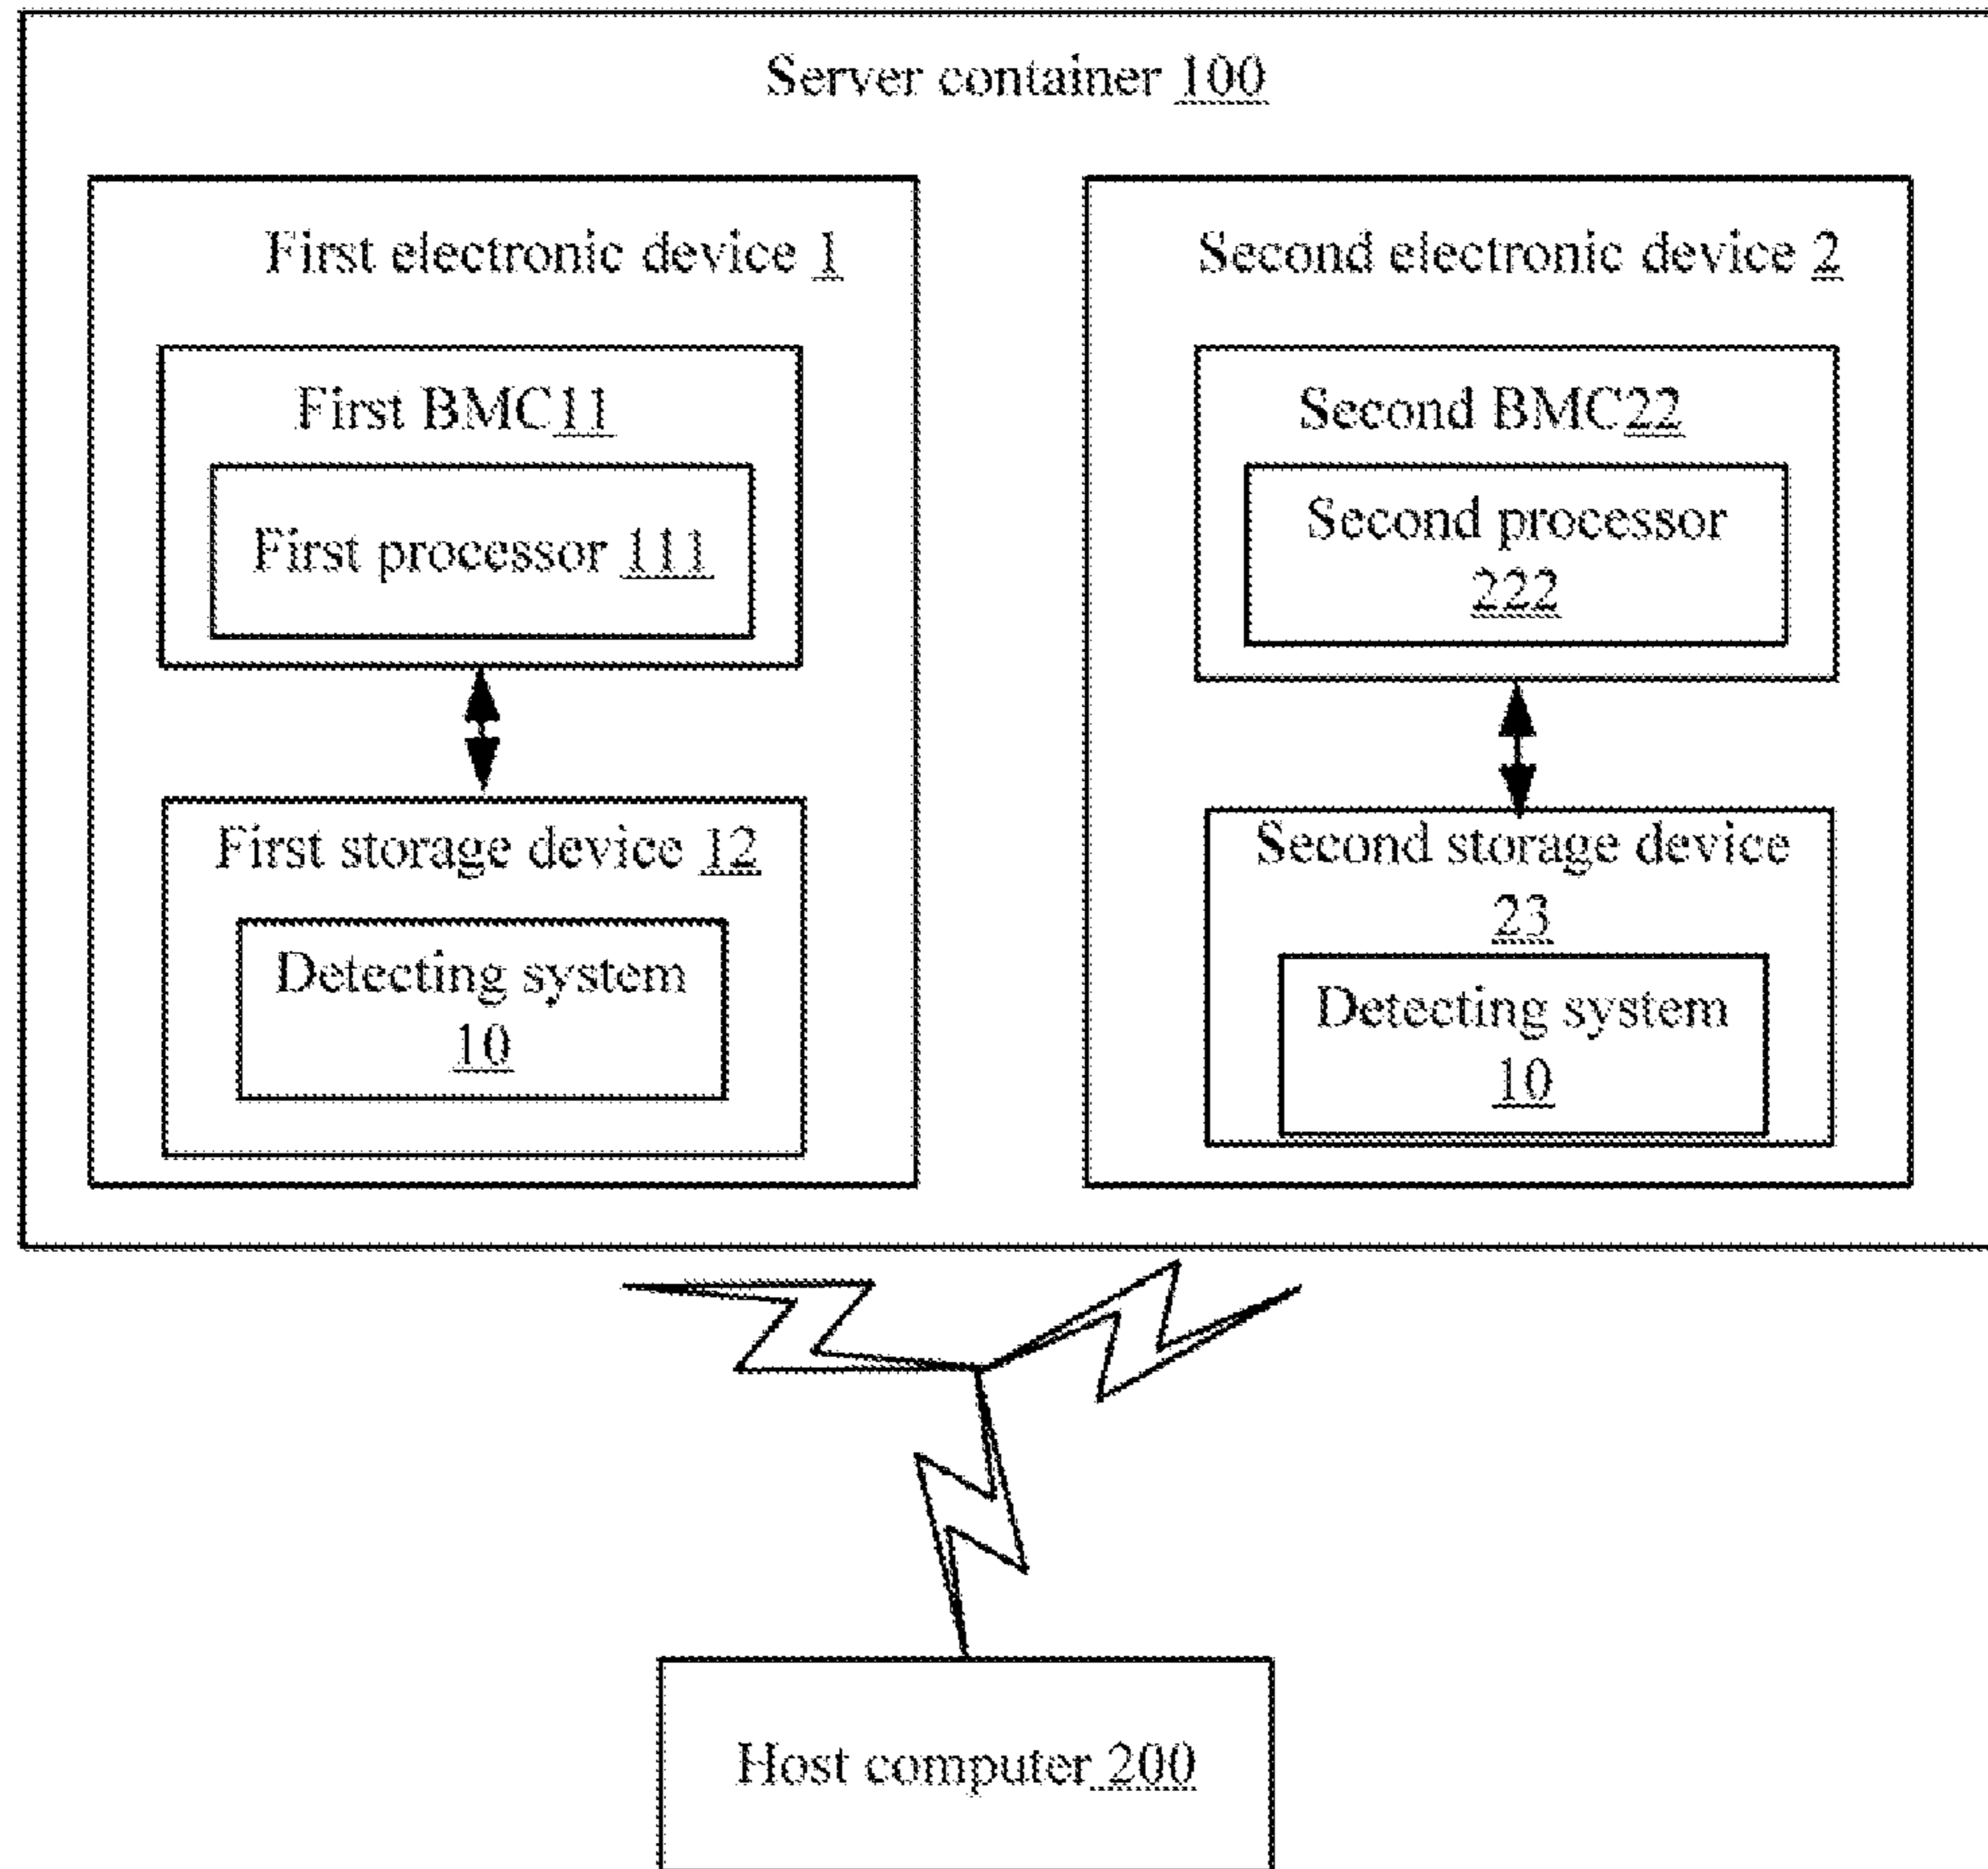 Server container 100
First electronic device 1
First BMC11
First processor 111
First storage device 12
Detecting system
10
Second electronic device 2
Second BMC22
Second processor
222
Second storage device
23
Detecting system
10
Host computer 200